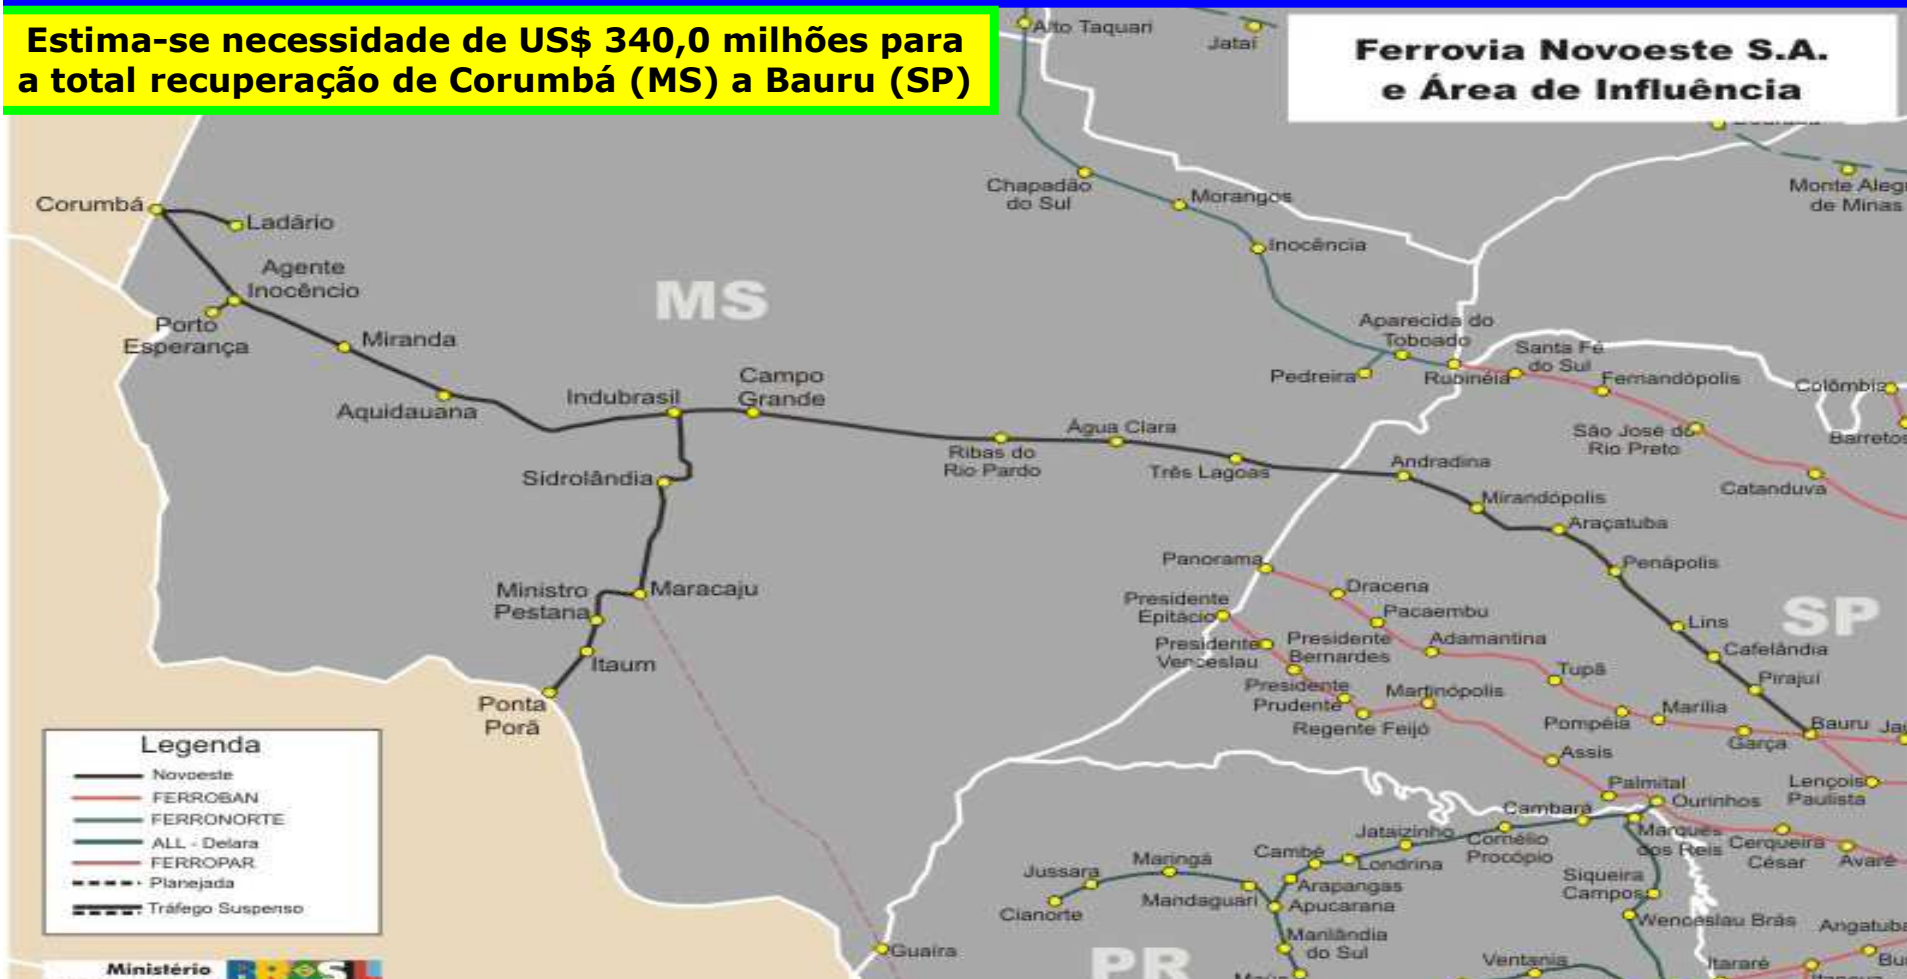 Estima-se necessidade de US$ 340,0 milhões para
a total recuperação de Corumbá (MS) a Bauru (SP)
Ferrovia Novoeste S.A.
e Área de Influência
Alto Taquari
Jataí
Chapadão
do Sul
Morangos
Monte Alegr
de Minas
Corumbá
Ladário
Inocência
Agente
Inocêncio
MS
Porto
Esperança
Miranda
Aparecida do
Toboado
Santa Fé
do Sul
Pedreira
Rubinéia
Fernandópolis
Colômbia
Aquidauana
Indubrasil
Campo
Grande
Água Clara
Ribas do
Rio Pardo
Três Lagoas
São José do
Rio Preto
Barretos
Andradina
Catanduva
Sidrolândia
Mirandópolis
Araçatuba
Panorama
Penápolis
Ministro
Pestana
Maracaju
Presidente
Epitácio
Dracena
Pacaembu
SP
Lins
Presidente
Venceslau
Presidente
Bernardes
Adamantina
Cafelândia
Itaum
Tupã
Pirajuí
Ponta
Porã
Presidente
Prudente
Martinópolis
Regente Feijó
Pompéia
Marília
Garça
Bauru
Jaú
Assis
Palmital
Ourinhos
Lençois
Paulista
Legenda
Novoeste
FERROBAN
FERRONORTE
ALL - Delara
FERROPAR
Planejada
Tráfego Suspenso
Cambará
Jataizinho
Cornélio
Procópio
Marques
dos Reis
Cerqueira
César
Avaré
Cambé
Londrina
Maringá
Jussara
Arapangas
Mandaguari
Apucarana
Cianorte
Siqueira
Campos
Wenceslau Brás
Angatuba
Guaíra
PR
Marilândia
do Sul
Ventania
Itararé
Bu
Ministério
BRASIL